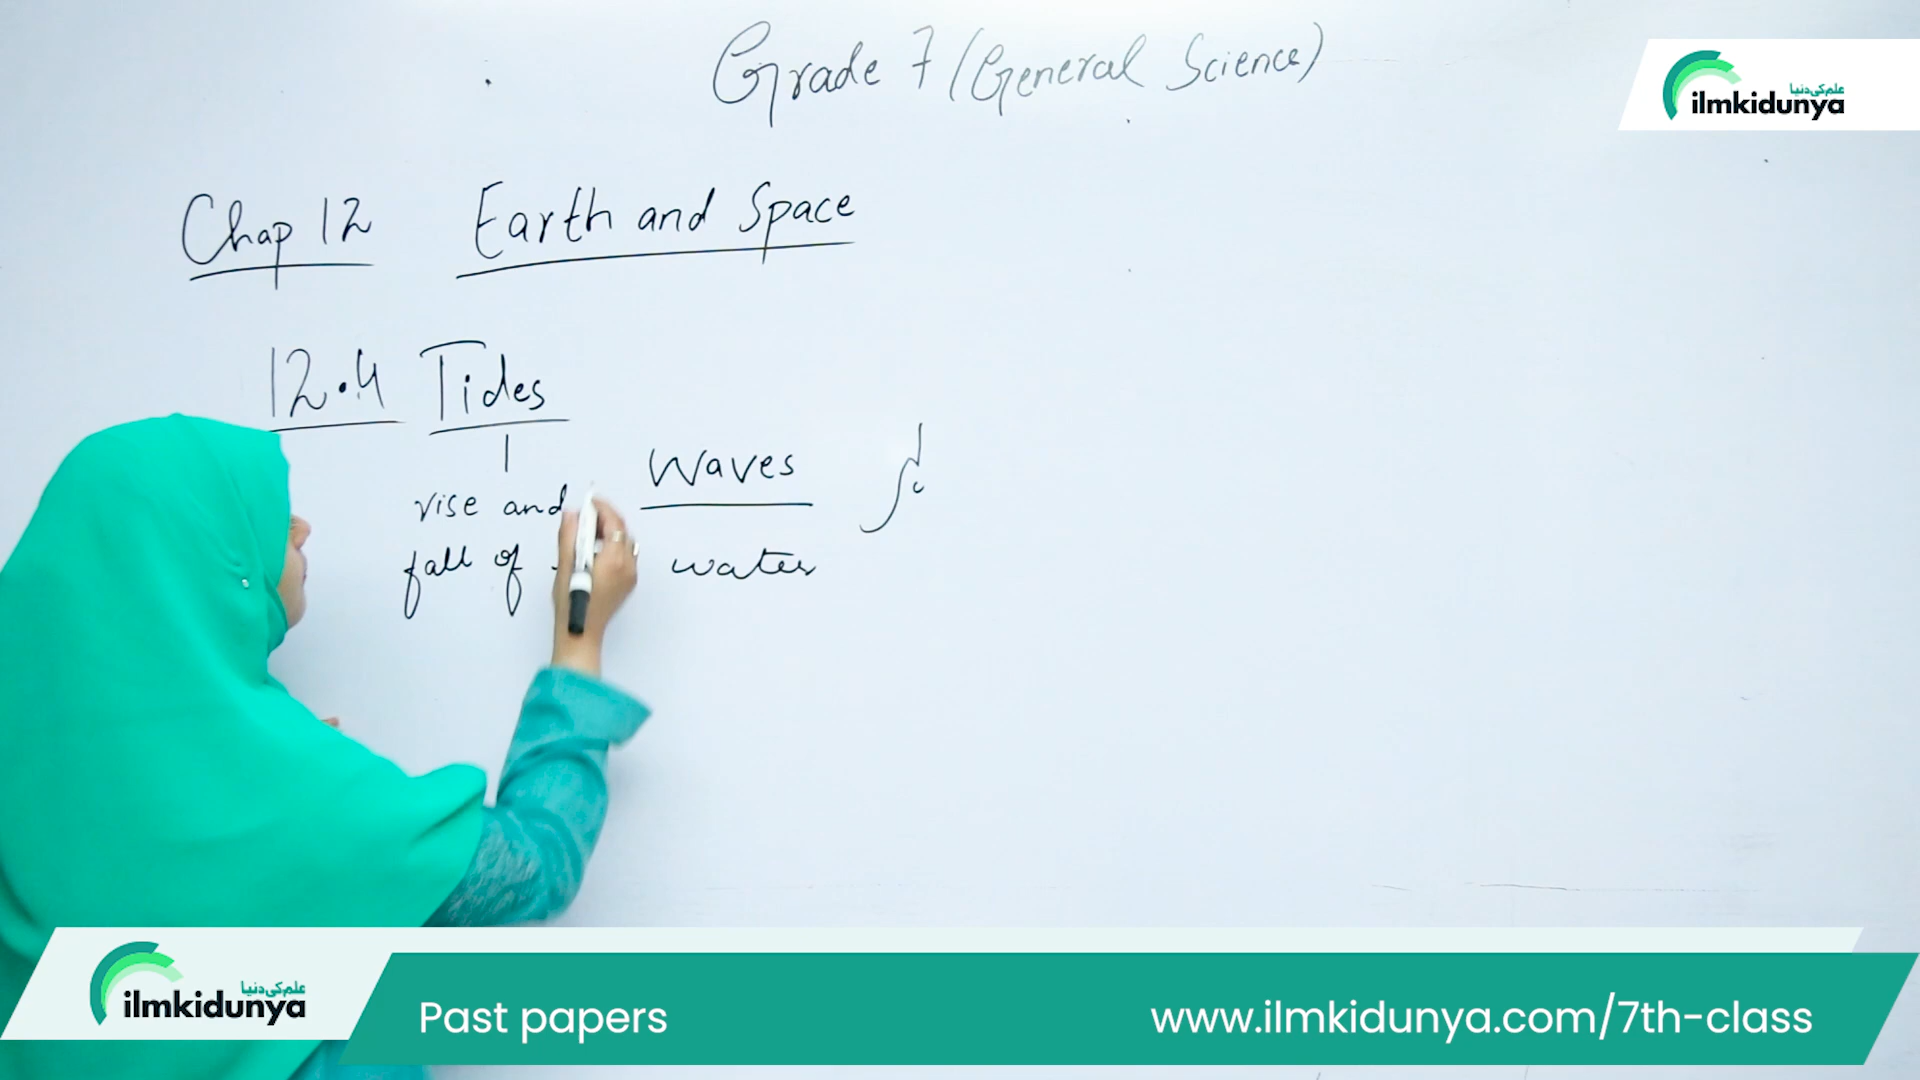 Grade 7 (General Science)
علم کی دنیا
ilmkidunya
Chap 12 Earth and Space
12.4 Tides
Waves
rise and
fall of water
علم کی دنیا
ilmkidunya
Past papers
www.ilmkidunya.com/7th-class